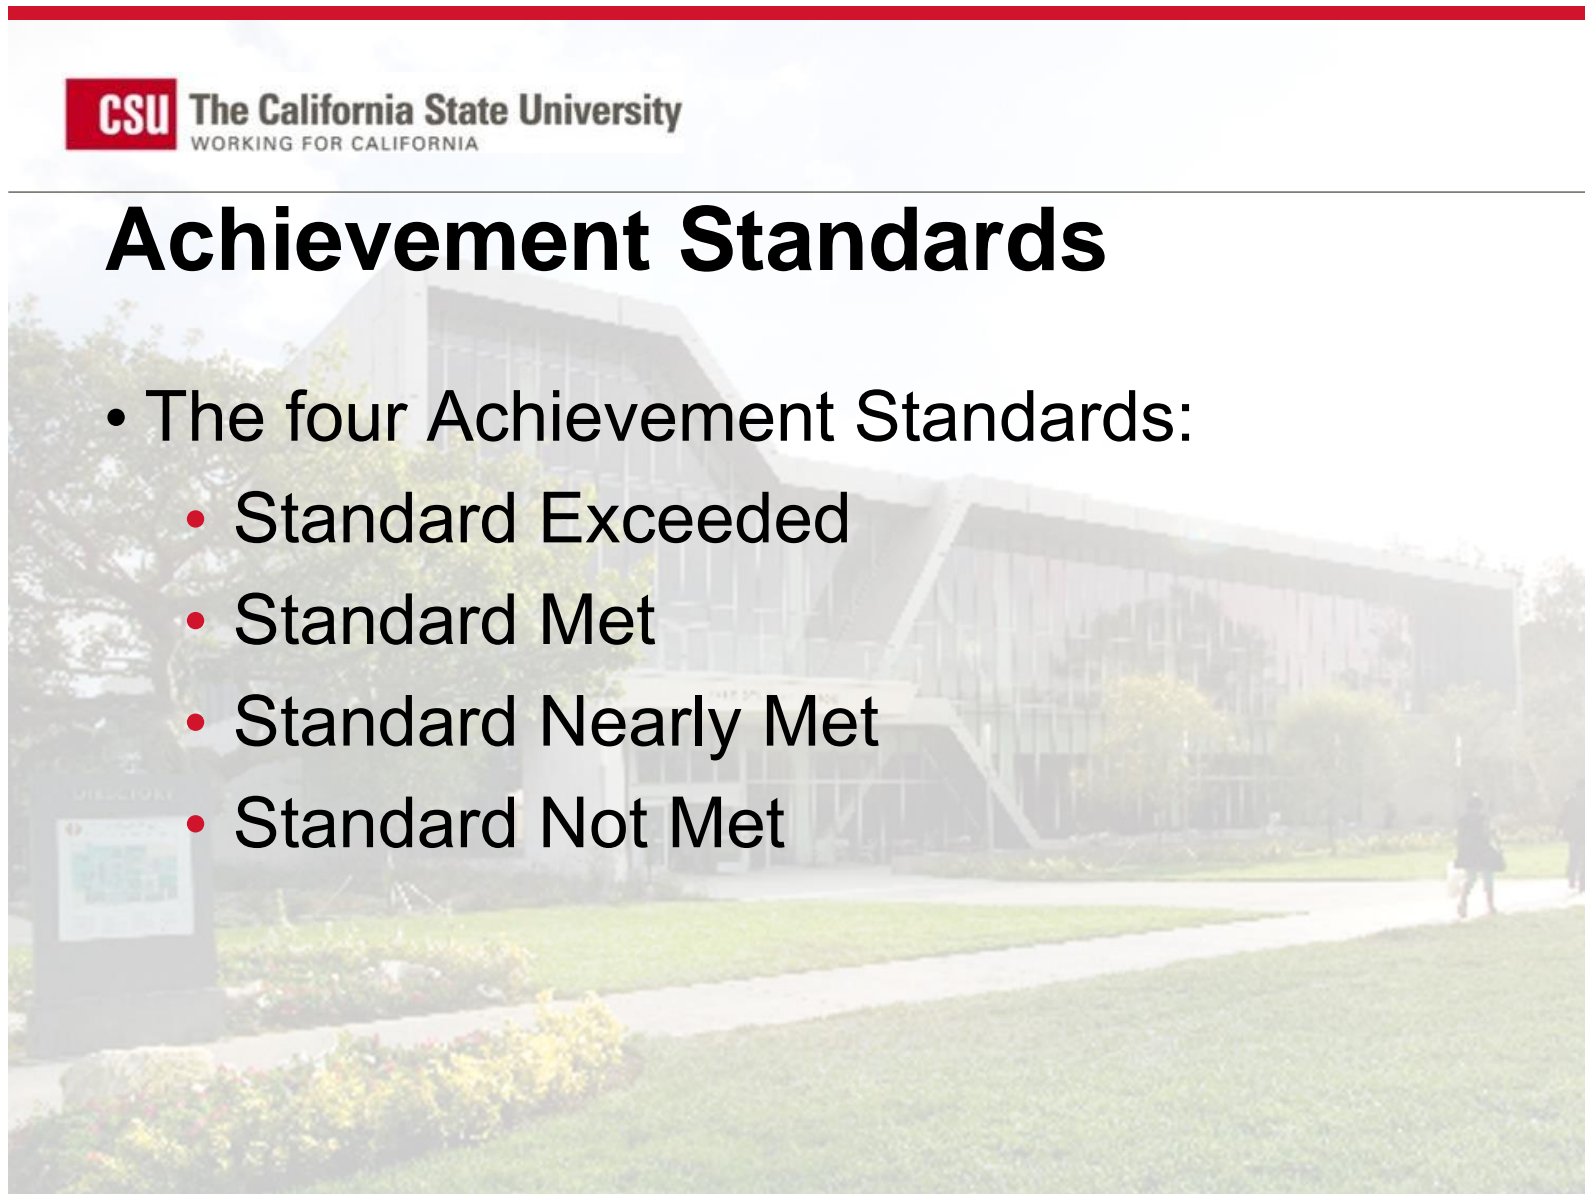 CSU The California State University
WORKING FOR CALIFORNIA
Achievement Standards
• The four Achievement Standards:
• Standard Exceeded
• Standard Met
• Standard Nearly Met
• Standard Not Met
DIRECTORY